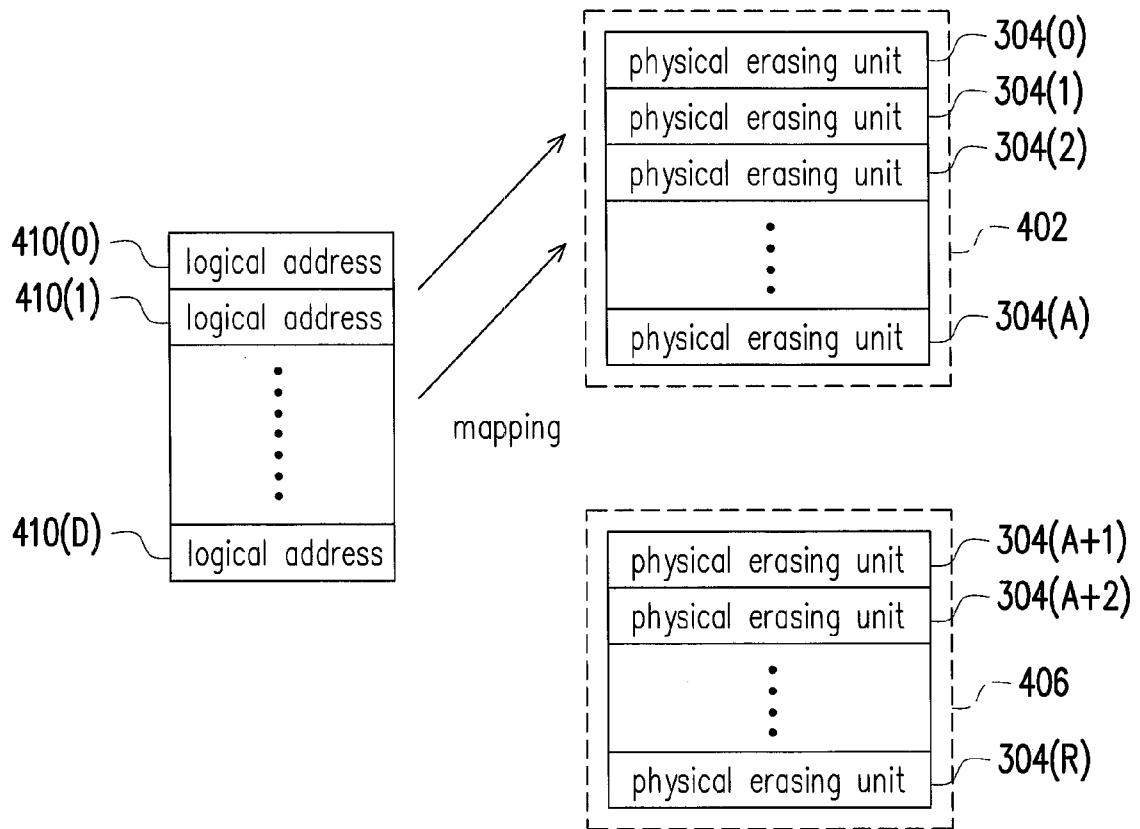 410(0)
logical address
410(1)
logical address
410(D)
logical address
mapping
physical erasing unit
304(0)
physical erasing unit
304(1)
physical erasing unit
304(2)
402
physical erasing unit
304(A)
physical erasing unit
304(A+1)
physical erasing unit
304(A+2)
406
physical erasing unit
304(R)